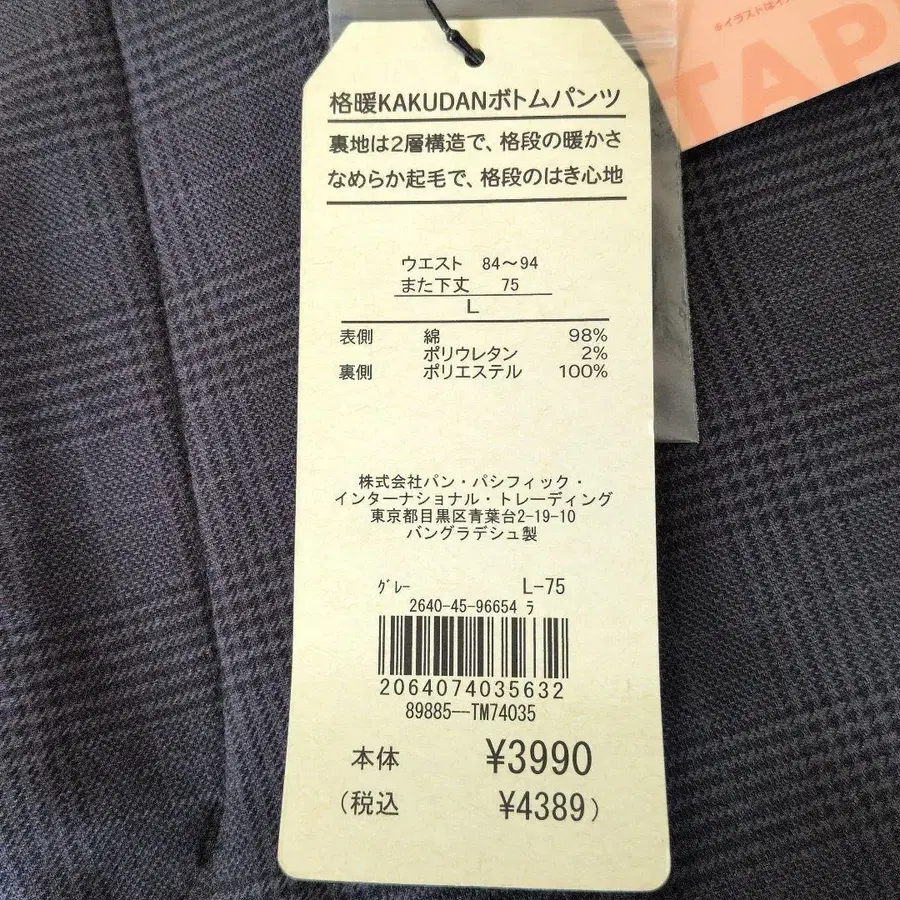 ※イラストはイ
TAP
格暖KAKUDANボトムパンツ
裏地は2層構造で、格段の暖かさ
なめらか起毛で、格段のはき心地
ウエスト 84〜94
また下丈 75
L
表側 綿 98%
ポリウレタン 2%
裏側 ポリエステル 100%
株式会社パン・パシフィック・
インターナショナル・トレーディング
東京都目黒区青葉台2-19-10
バングラデシュ製
グレー L-75
2640-45-96654 ラ
2064074035632
89885--TM74035
本体 ¥3990
(税込 ¥4389)